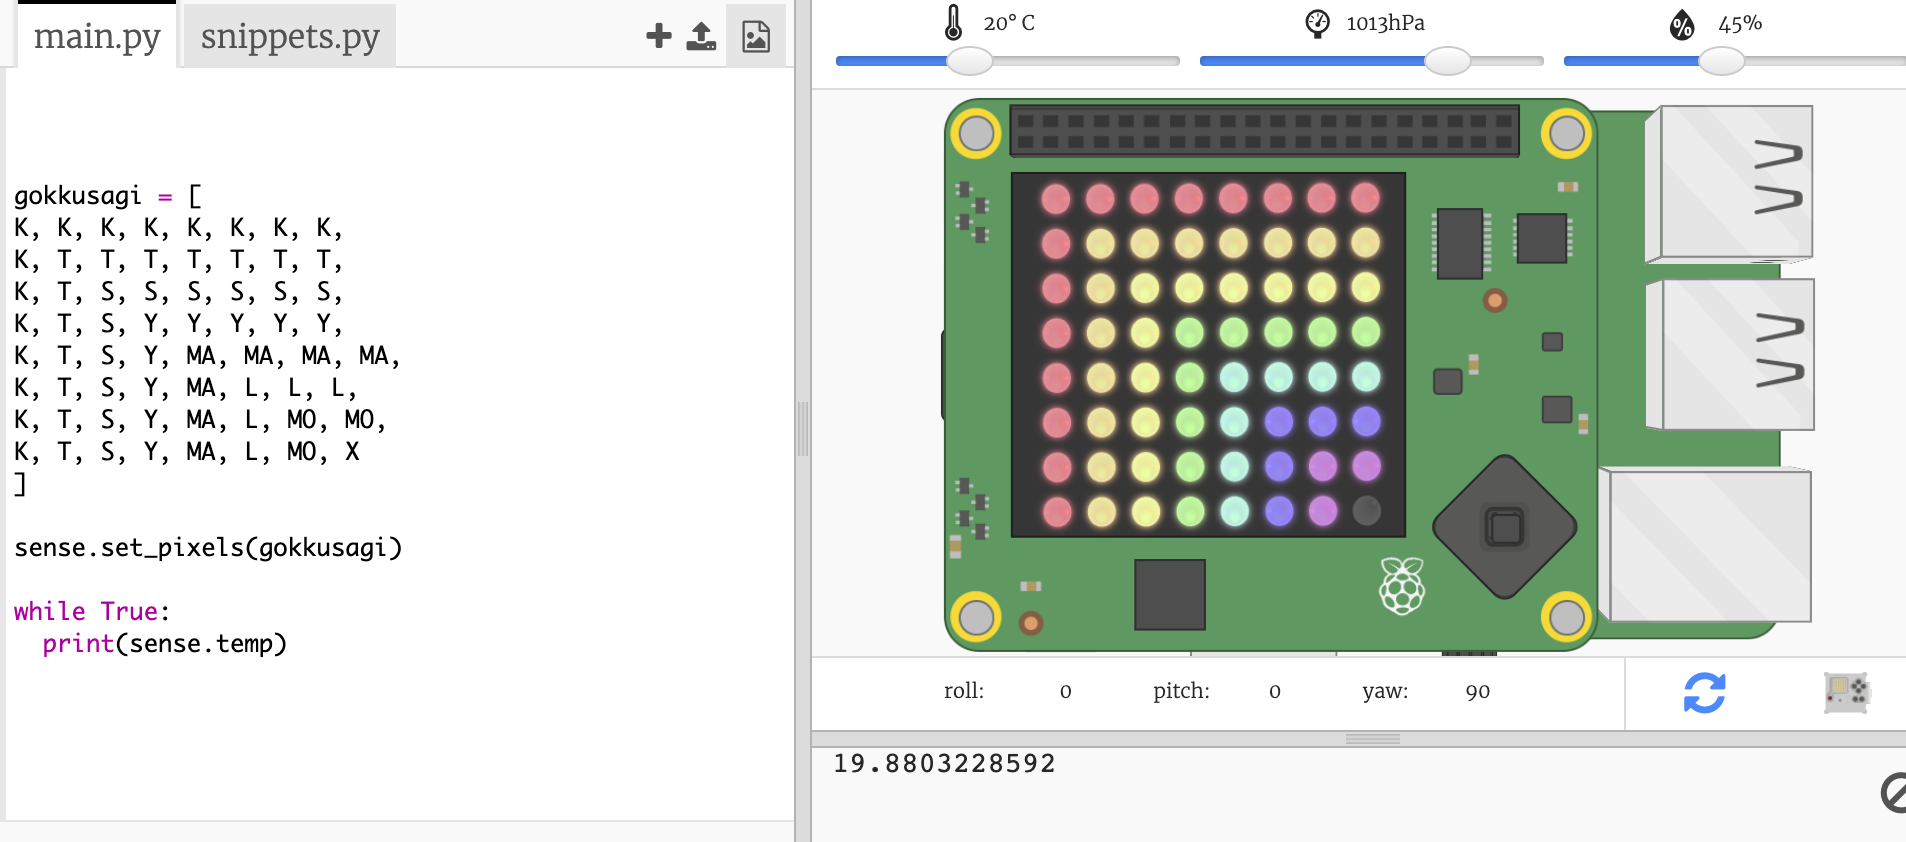 main.py snippets.py
gokkusagi = [
K, K, K, K, K, K, K, K,
K, T, T, T, T, T, T, T,
K, T, S, S, S, S, S, S,
K, T, S, Y, Y, Y, Y, Y,
K, T, S, Y, MA, MA, MA, MA,
K, T, S, Y, MA, L, L, L,
K, T, S, Y, MA, L, MO, MO,
K, T, S, Y, MA, L, MO, X
]
sense.set_pixels(gokkusagi)
while True:
  print(sense.temp)
20° C 1013hPa % 45%
roll: 0 pitch: 0 yaw: 90
19.8803228592